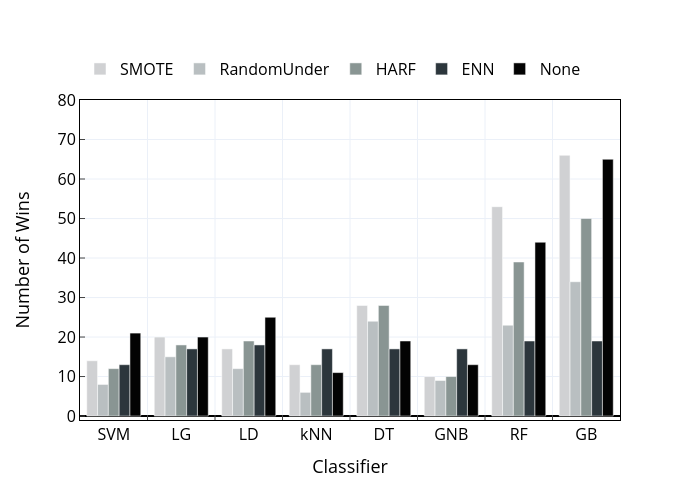 SMOTE RandomUnder HARF ENN None
80
70
60
50
40
30
20
10
0
Number of Wins
SVM LG LD kNN DT GNB RF GB
Classifier